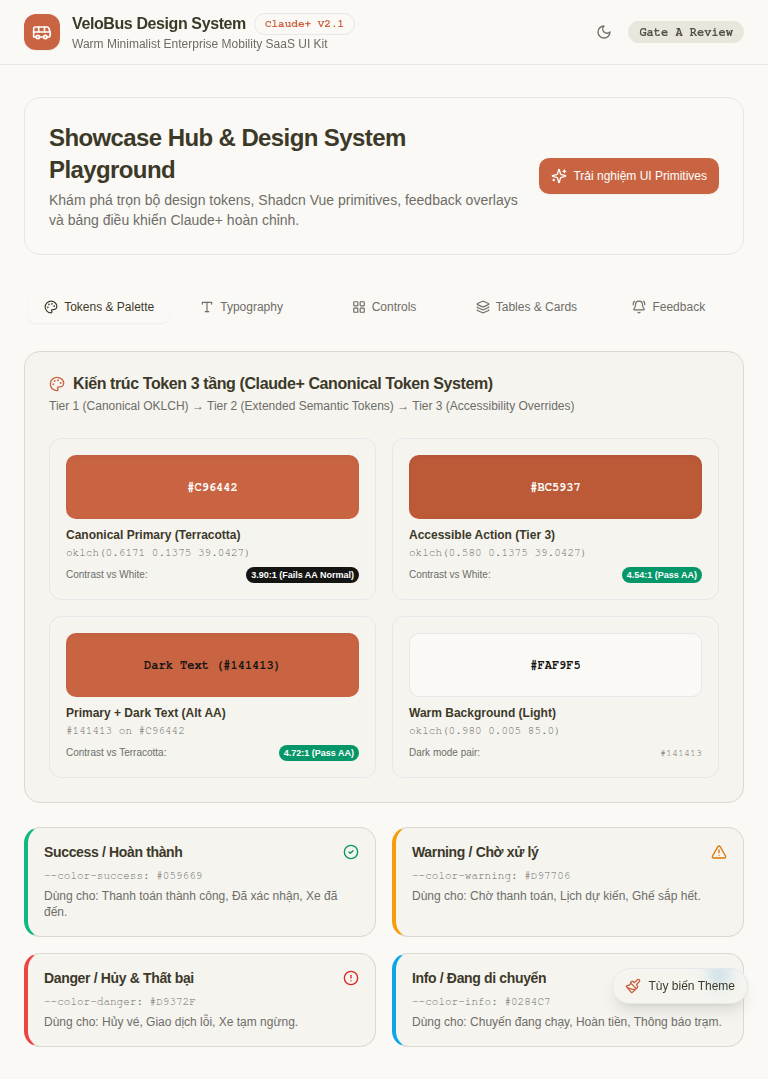 VeloBus Design System
Claude+ V2.1
Warm Minimalist Enterprise Mobility SaaS UI Kit
Gate A Review
Showcase Hub & Design System
Playground
Khám phá trọn bộ design tokens, Shadcn Vue primitives, feedback overlays
và bảng điều khiển Claude+ hoàn chỉnh.
Trải nghiệm UI Primitives
Tokens & Palette
Typography
Controls
Tables & Cards
Feedback
Kiến trúc Token 3 tầng (Claude+ Canonical Token System)
Tier 1 (Canonical OKLCH) → Tier 2 (Extended Semantic Tokens) → Tier 3 (Accessibility Overrides)
#C96442
Canonical Primary (Terracotta)
oklch(0.6171 0.1375 39.0427)
Contrast vs White: 3.90:1 (Fails AA Normal)
#BC5937
Accessible Action (Tier 3)
oklch(0.580 0.1375 39.0427)
Contrast vs White: 4.54:1 (Pass AA)
Dark Text (#141413)
Primary + Dark Text (Alt AA)
#141413 on #C96442
Contrast vs Terracotta: 4.72:1 (Pass AA)
#FAF9F5
Warm Background (Light)
oklch(0.980 0.005 85.0)
Dark mode pair: #141413
Success / Hoàn thành
--color-success: #059669
Dùng cho: Thanh toán thành công, Đã xác nhận, Xe đã
đến.
Warning / Chờ xử lý
--color-warning: #D97706
Dùng cho: Chờ thanh toán, Lịch dự kiến, Ghế sắp hết.
Danger / Hủy & Thất bại
--color-danger: #D9372F
Dùng cho: Hủy vé, Giao dịch lỗi, Xe tạm ngừng.
Info / Đang di chuyển
--color-info: #0284C7
Dùng cho: Chuyến đang chạy, Hoàn tiền, Thông báo trạm.
Tùy biến Theme